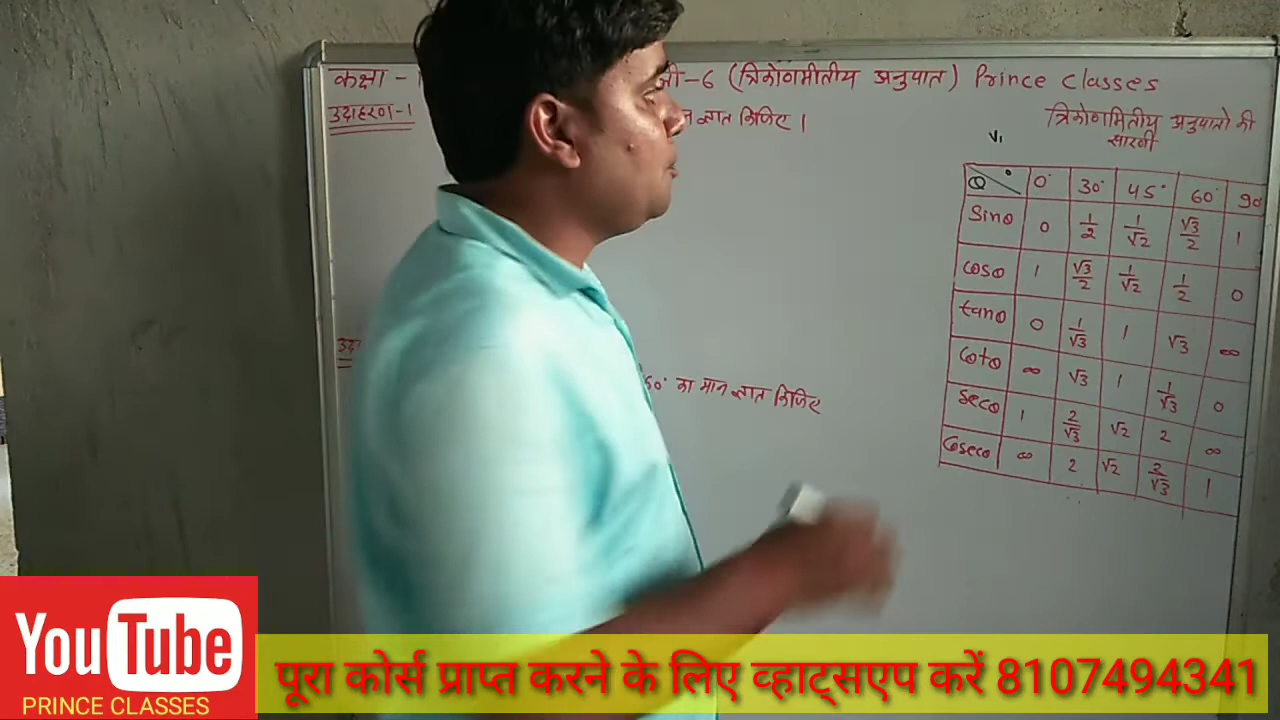 कक्षा - जी-6 (त्रिकोणमीतीय अनुपात) Prince Classes
उदाहरण-1 ज्ञात किजिए।
60° का मान ज्ञात किजिए
त्रिकोणमितीय अनुपातो की
सारणी
θ 0° 30° 45° 60° 90
Sinθ 0 1/2 1/√2 √3/2 1
Cosθ 1 √3/2 1/√2 1/2 0
tanθ 0 1/√3 1 √3 ∞
Cotθ ∞ √3 1 1/√3 0
Secθ 1 2/√3 √2 2 ∞
Cosecθ ∞ 2 √2 2/√3 1
YouTube
PRINCE CLASSES
पूरा कोर्स प्राप्त करने के लिए व्हाट्सएप करें 8107494341